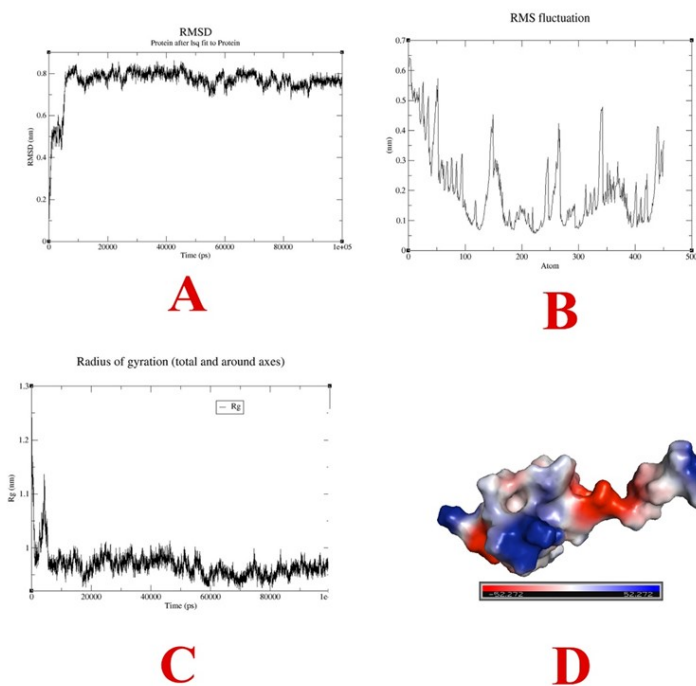 RMSD
Protein after lsq fit to Protein
0.8
0.6
0.4
0.2
0
RMSD (nm)
0 20000 40000 60000 80000 1e+05
Time (ps)
A
RMS fluctuation
0.7
0.6
0.5
0.4
0.3
0.2
0.1
0
(nm)
0 100 200 300 400 500
Atom
B
Radius of gyration (total and around axes)
Rg
1.3
1.2
1.1
1
Rg (nm)
0 20000 40000 60000 80000 1e-
Time (ps)
C
-52.272 52.272
D